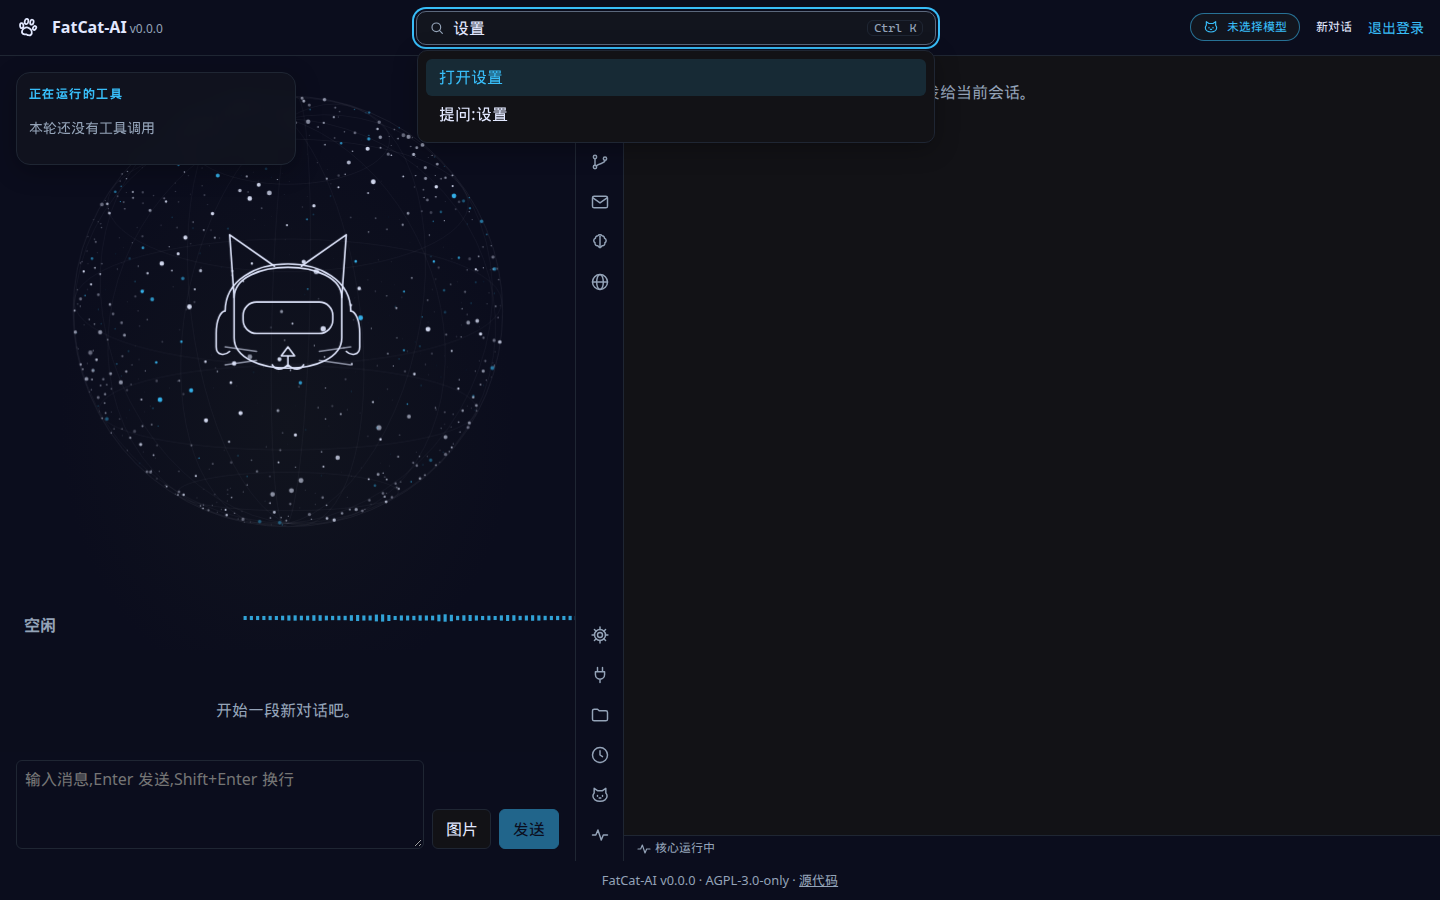 FatCat-AI v0.0.0
设置
Ctrl K
未选择模型
新对话
退出登录
打开设置
提问:设置
给当前会话。
正在运行的工具
本轮还没有工具调用
空闲
开始一段新对话吧。
输入消息,Enter 发送,Shift+Enter 换行
图片
发送
核心运行中
FatCat-AI v0.0.0 · AGPL-3.0-only · 源代码